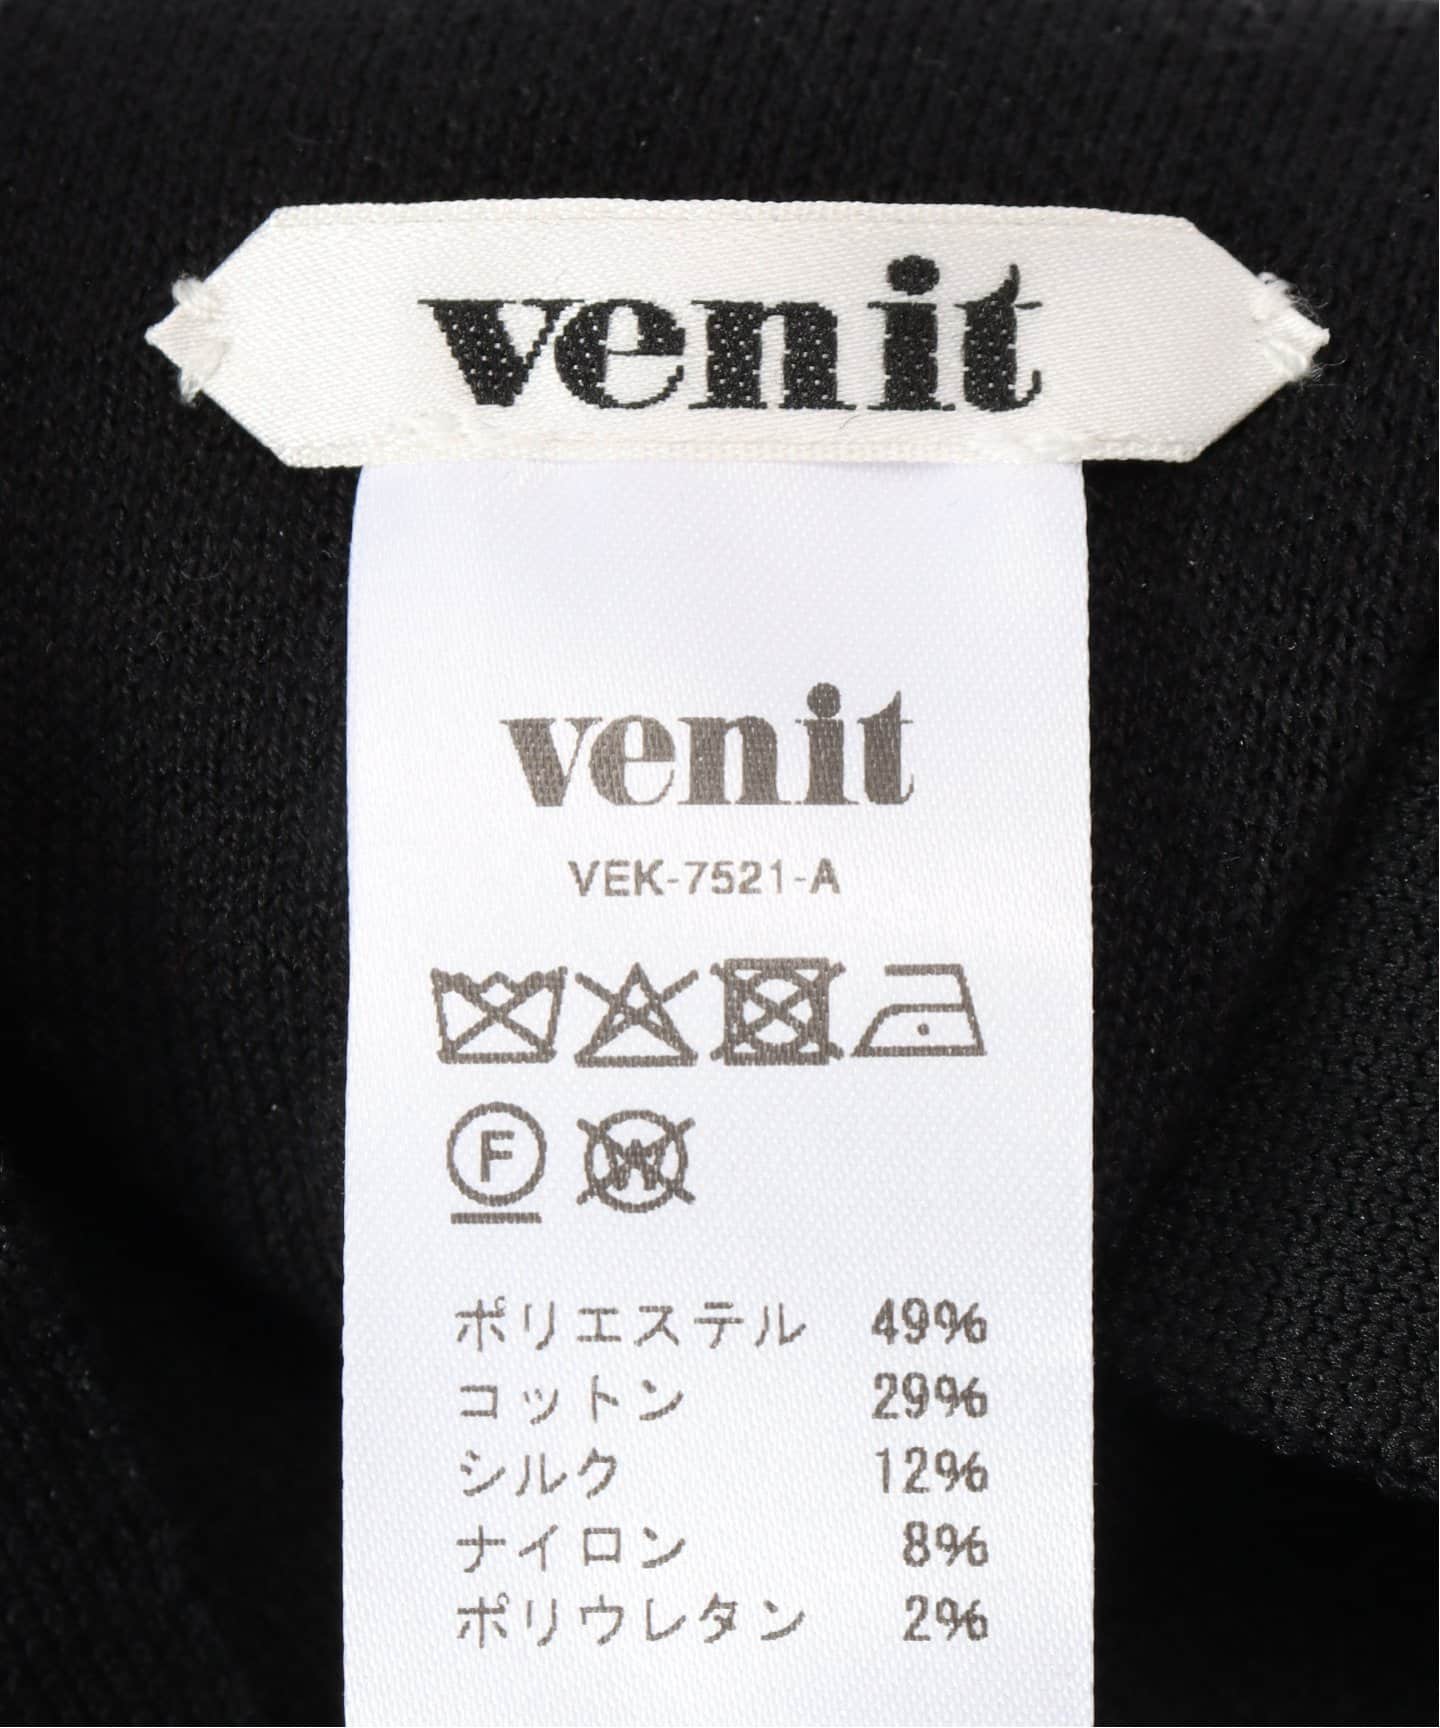 venit
venit
VEK-7521-A
F W
ポリエステル 49%
コットン 29%
シルク 12%
ナイロン 8%
ポリウレタン 2%